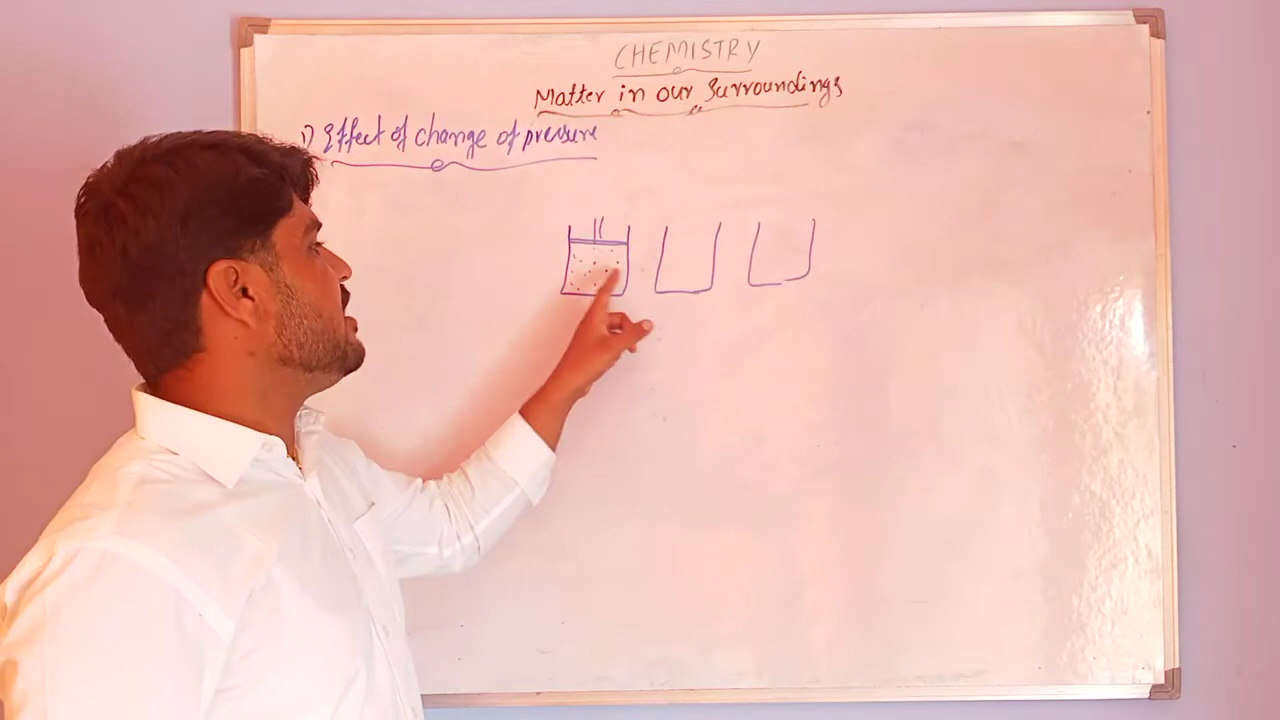 CHEMISTRY
Matter in our Surroundings
1) Effect of change of pressure